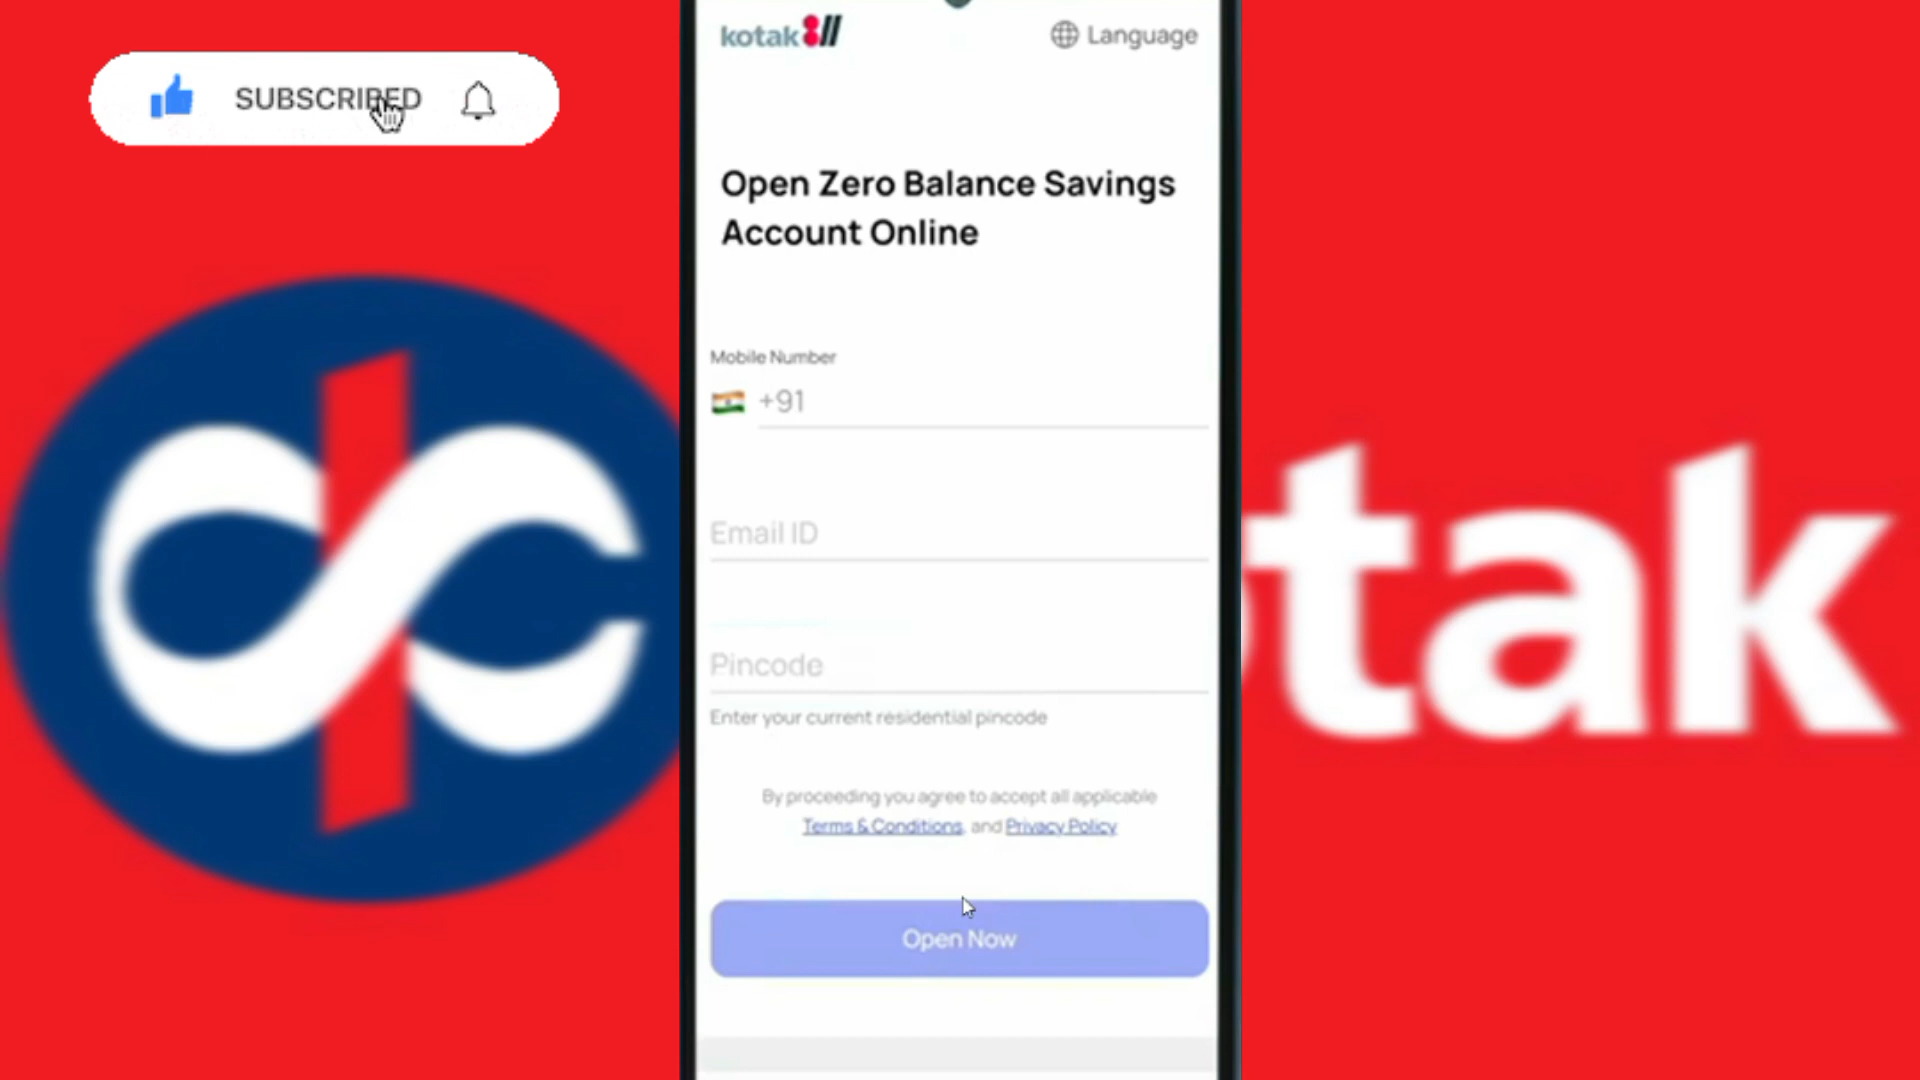 SUBSCRIBED
kotak811
Language
Open Zero Balance Savings
Account Online
Mobile Number
+91
Email ID
Pincode
Enter your current residential pincode
By proceeding you agree to accept all applicable
Terms & Conditions, and Privacy Policy
Open Now
tak